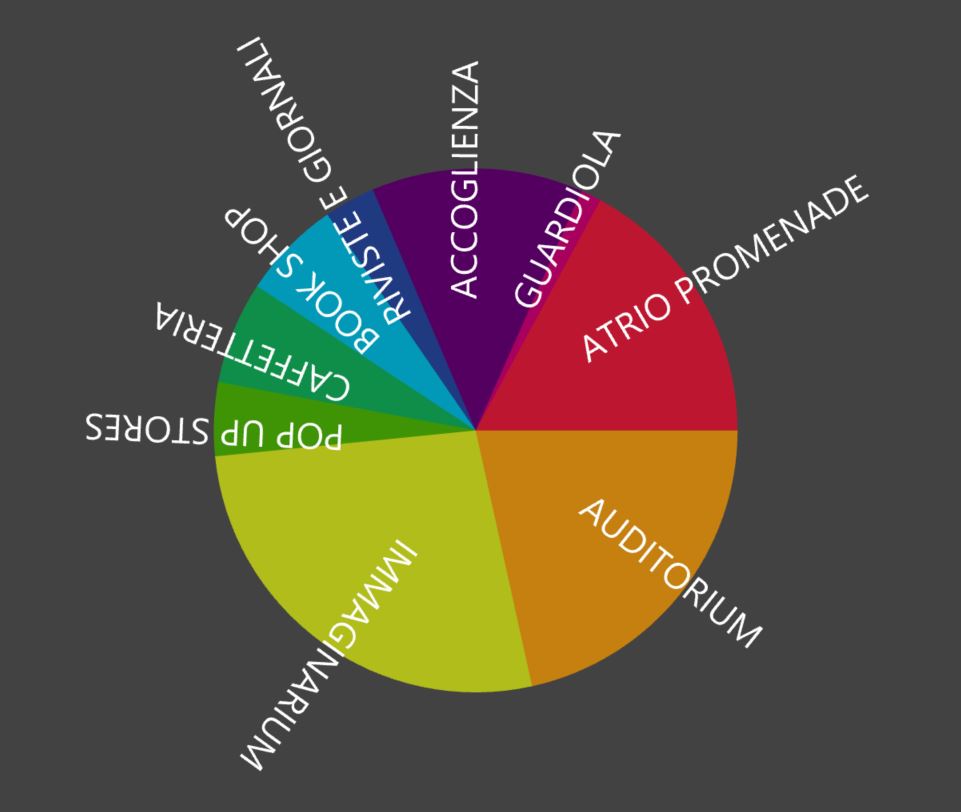 RIVISTE E GIORNALI
ACCOGLIENZA
GUARDIOLA
ATRIO PROMENADE
BOOK SHOP
CAFFETTERIA
POP UP STORES
AUDITORIUM
IMMAGINARIUM